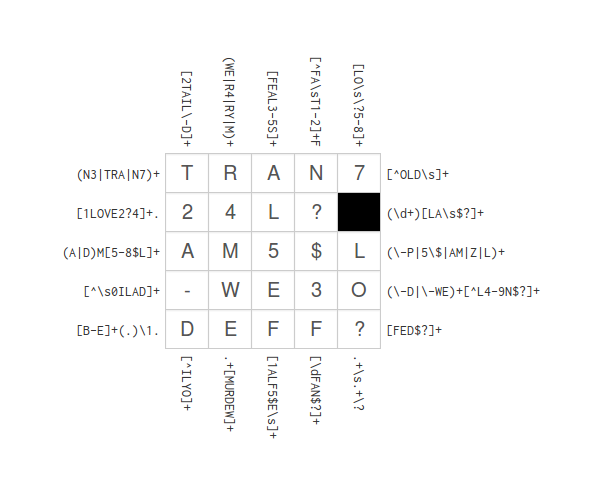 [2TAIL\-D]+
(WE|R4|RY|M)+
[FEAL3-5S]+
[^FA\sT1-2]+F
[LO\s\?5-8]+
(N3|TRA|N7)+ T R A N 7 [^OLD\s]+
[1LOVE2?4]+. 2 4 L ? (\d+)[LA\s$?]+
(A|D)M[5-8$L]+ A M 5 $ L (\-P|5\$|AM|Z|L)+
[^\s0ILAD]+ - W E 3 O (\-D|\-WE)+[^L4-9N$?]+
[B-E]+(.)\1. D E F F ? [FED$?]+
[^ILYO]+
.+[MURDEW]+
[1ALF5$E\s]+
[\dFAN$?]+
.+\s.+\?